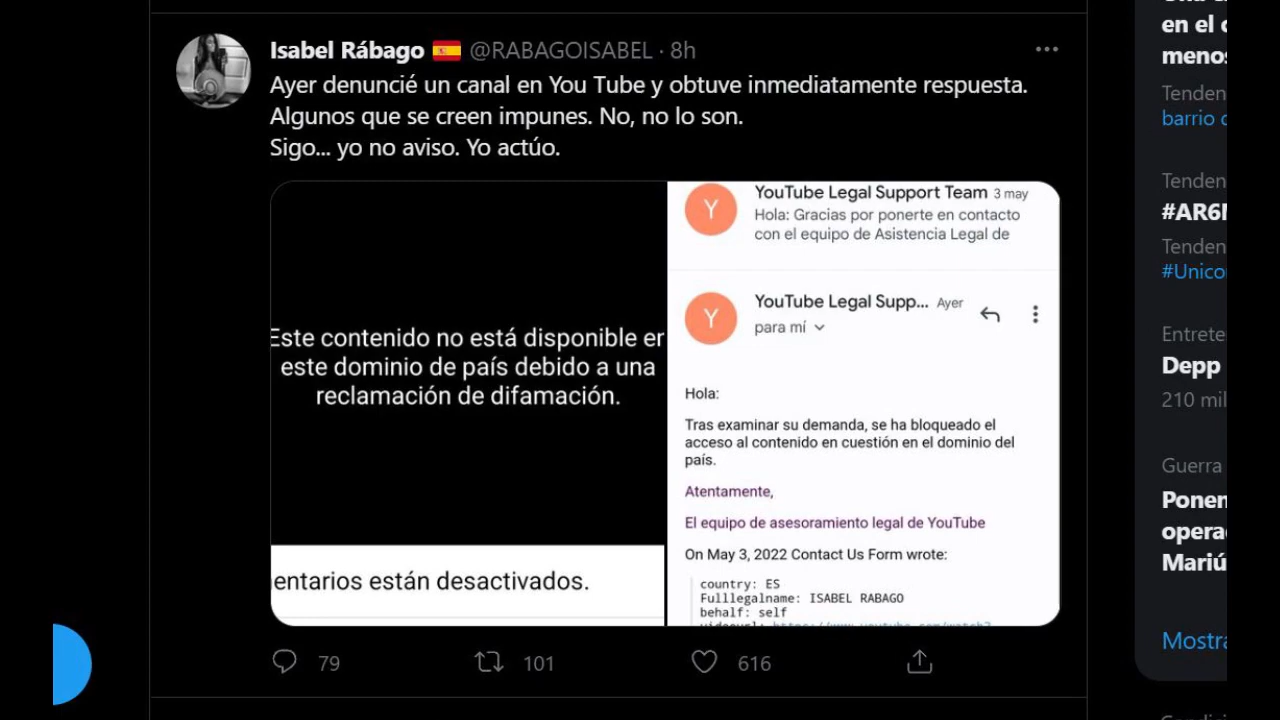 Isabel Rábago 🇪🇸 @RABAGOISABEL · 8h
Ayer denuncié un canal en You Tube y obtuve inmediatamente respuesta.
Algunos que se creen impunes. No, no lo son.
Sigo... yo no aviso. Yo actúo.
Este contenido no está disponible en
este dominio de país debido a una
reclamación de difamación.
entarios están desactivados.
Y
YouTube Legal Support Team 3 may
Hola: Gracias por ponerte en contacto
con el equipo de Asistencia Legal de
Y
YouTube Legal Supp... Ayer
para mí
Hola:
Tras examinar su demanda, se ha bloqueado el
acceso al contenido en cuestión en el dominio del
país.
Atentamente,
El equipo de asesoramiento legal de YouTube
On May 3, 2022 Contact Us Form wrote:
country: ES
Fulllegalname: ISABEL RABAGO
behalf: self
79 101 616
en el
menos
Tenden
barrio
Tenden
#AR6
Tenden
#Unico
Entrete
Depp
210 mil
Guerra
Ponen
opera
Mariú
Mostra